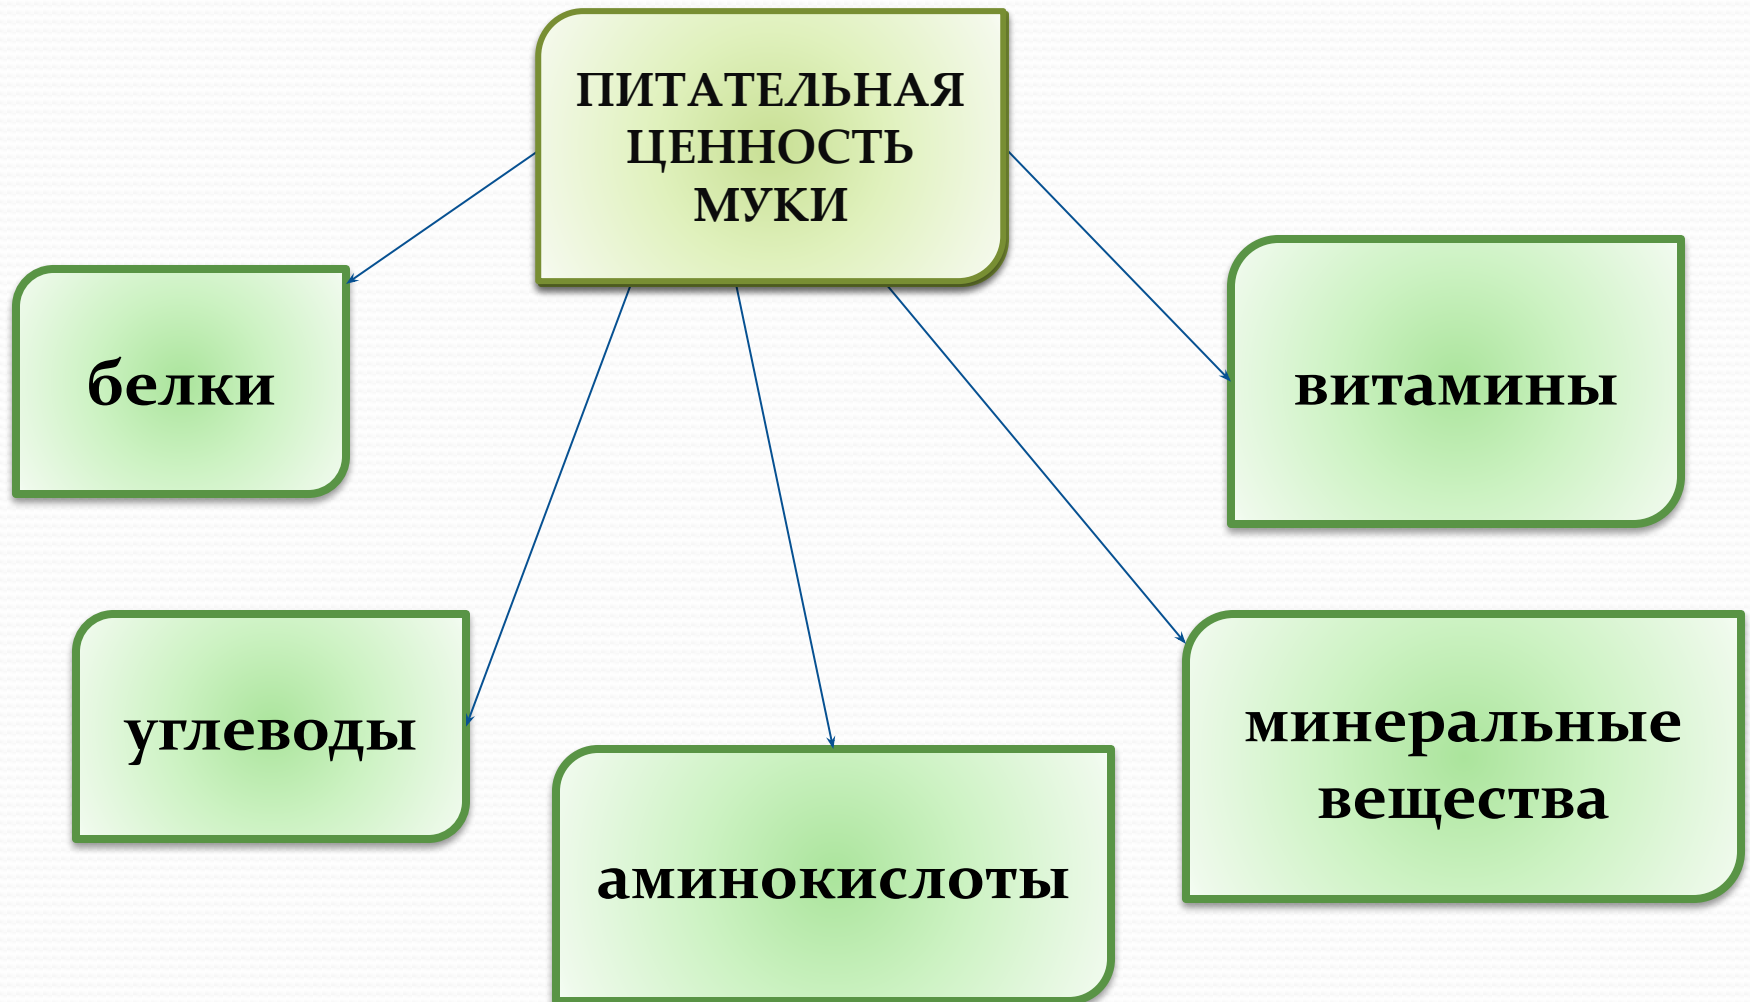 ПИТАТЕЛЬНАЯ
ЦЕННОСТЬ
МУКИ
белки
витамины
углеводы
аминокислоты
минеральные
вещества